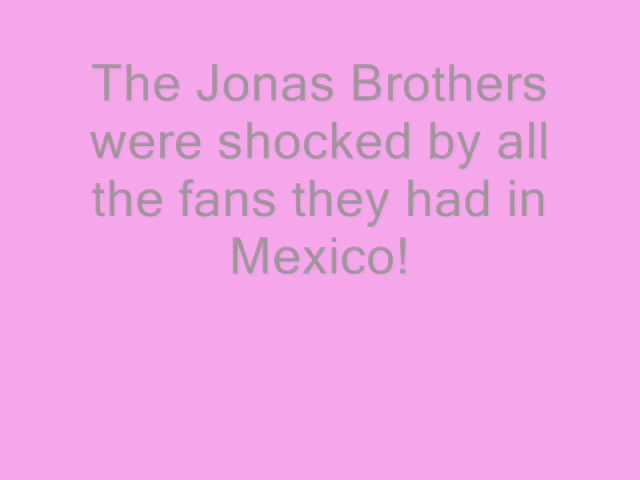 The Jonas Brothers
were shocked by all
the fans they had in
Mexico!